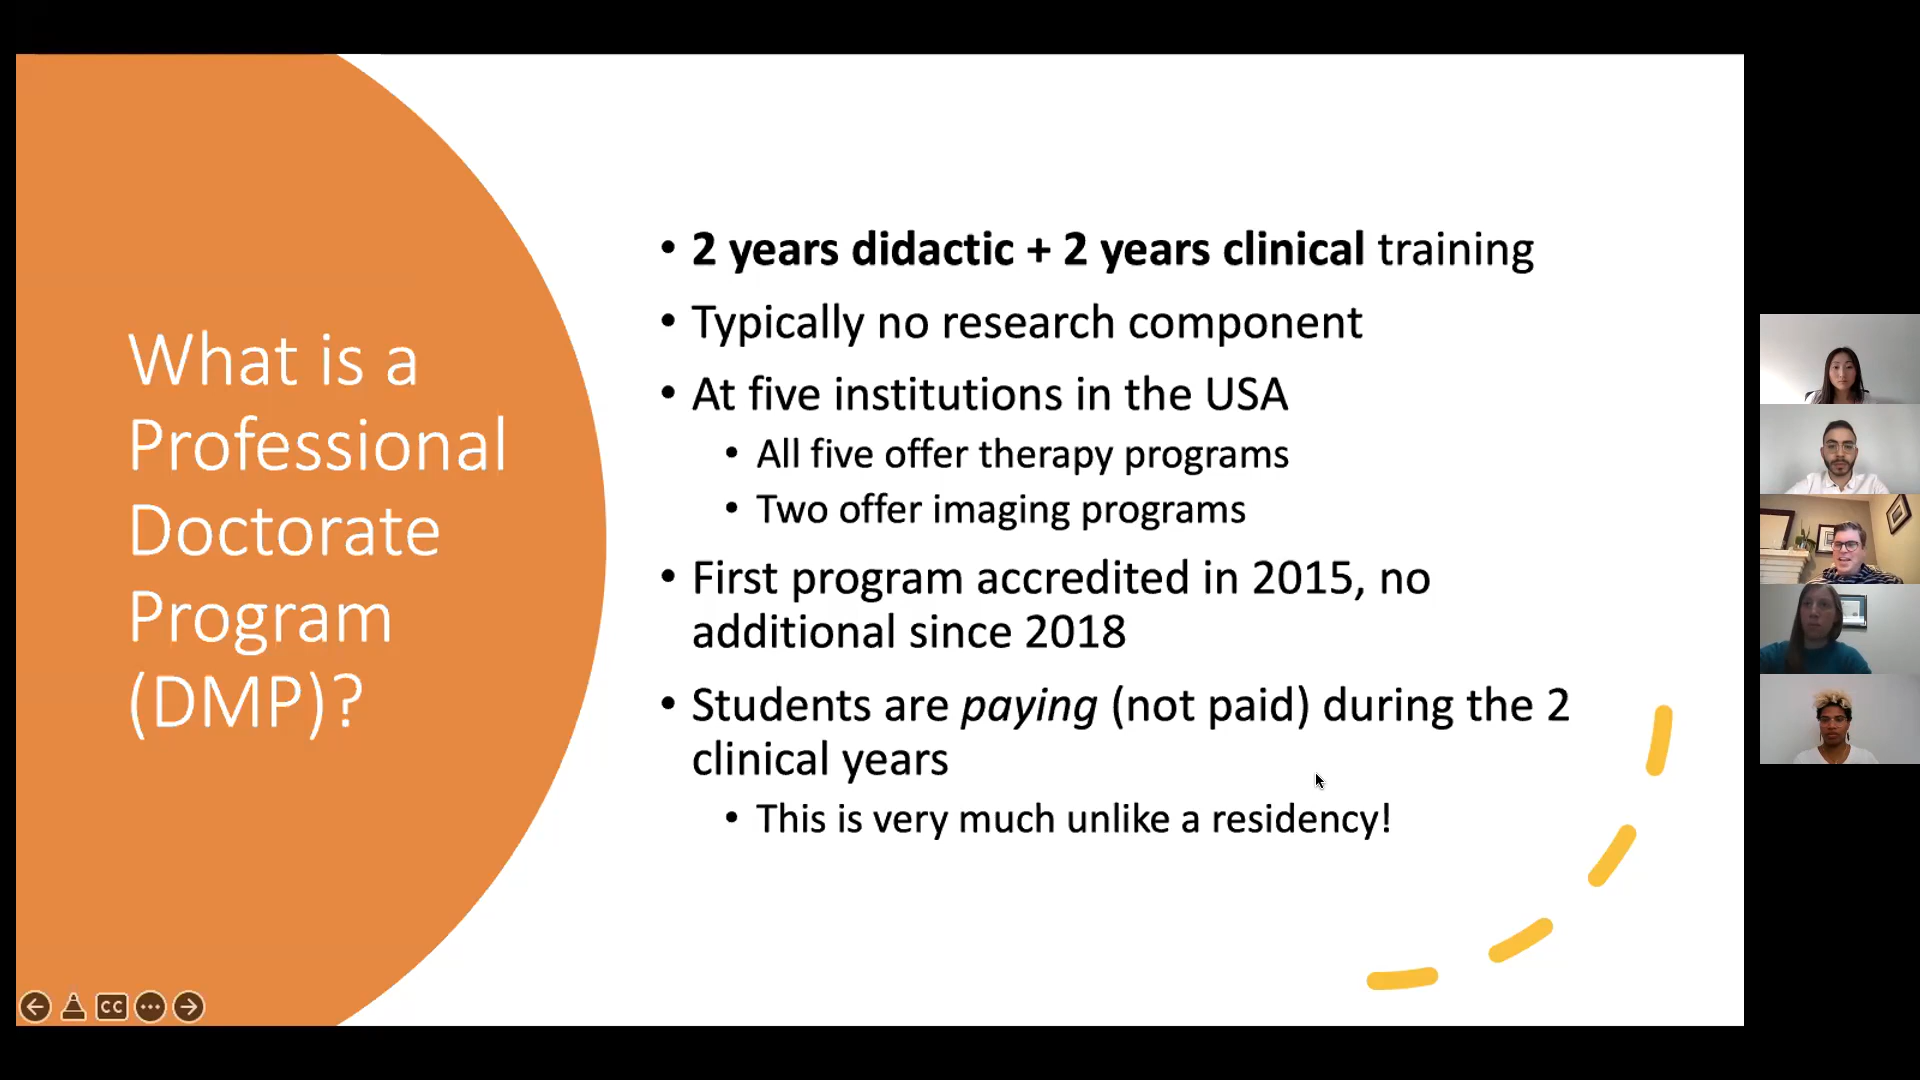 What is a
Professional
Doctorate
Program
(DMP)?
• 2 years didactic + 2 years clinical training
• Typically no research component
• At five institutions in the USA
• All five offer therapy programs
• Two offer imaging programs
• First program accredited in 2015, no
additional since 2018
• Students are paying (not paid) during the 2
clinical years
• This is very much unlike a residency!
CC